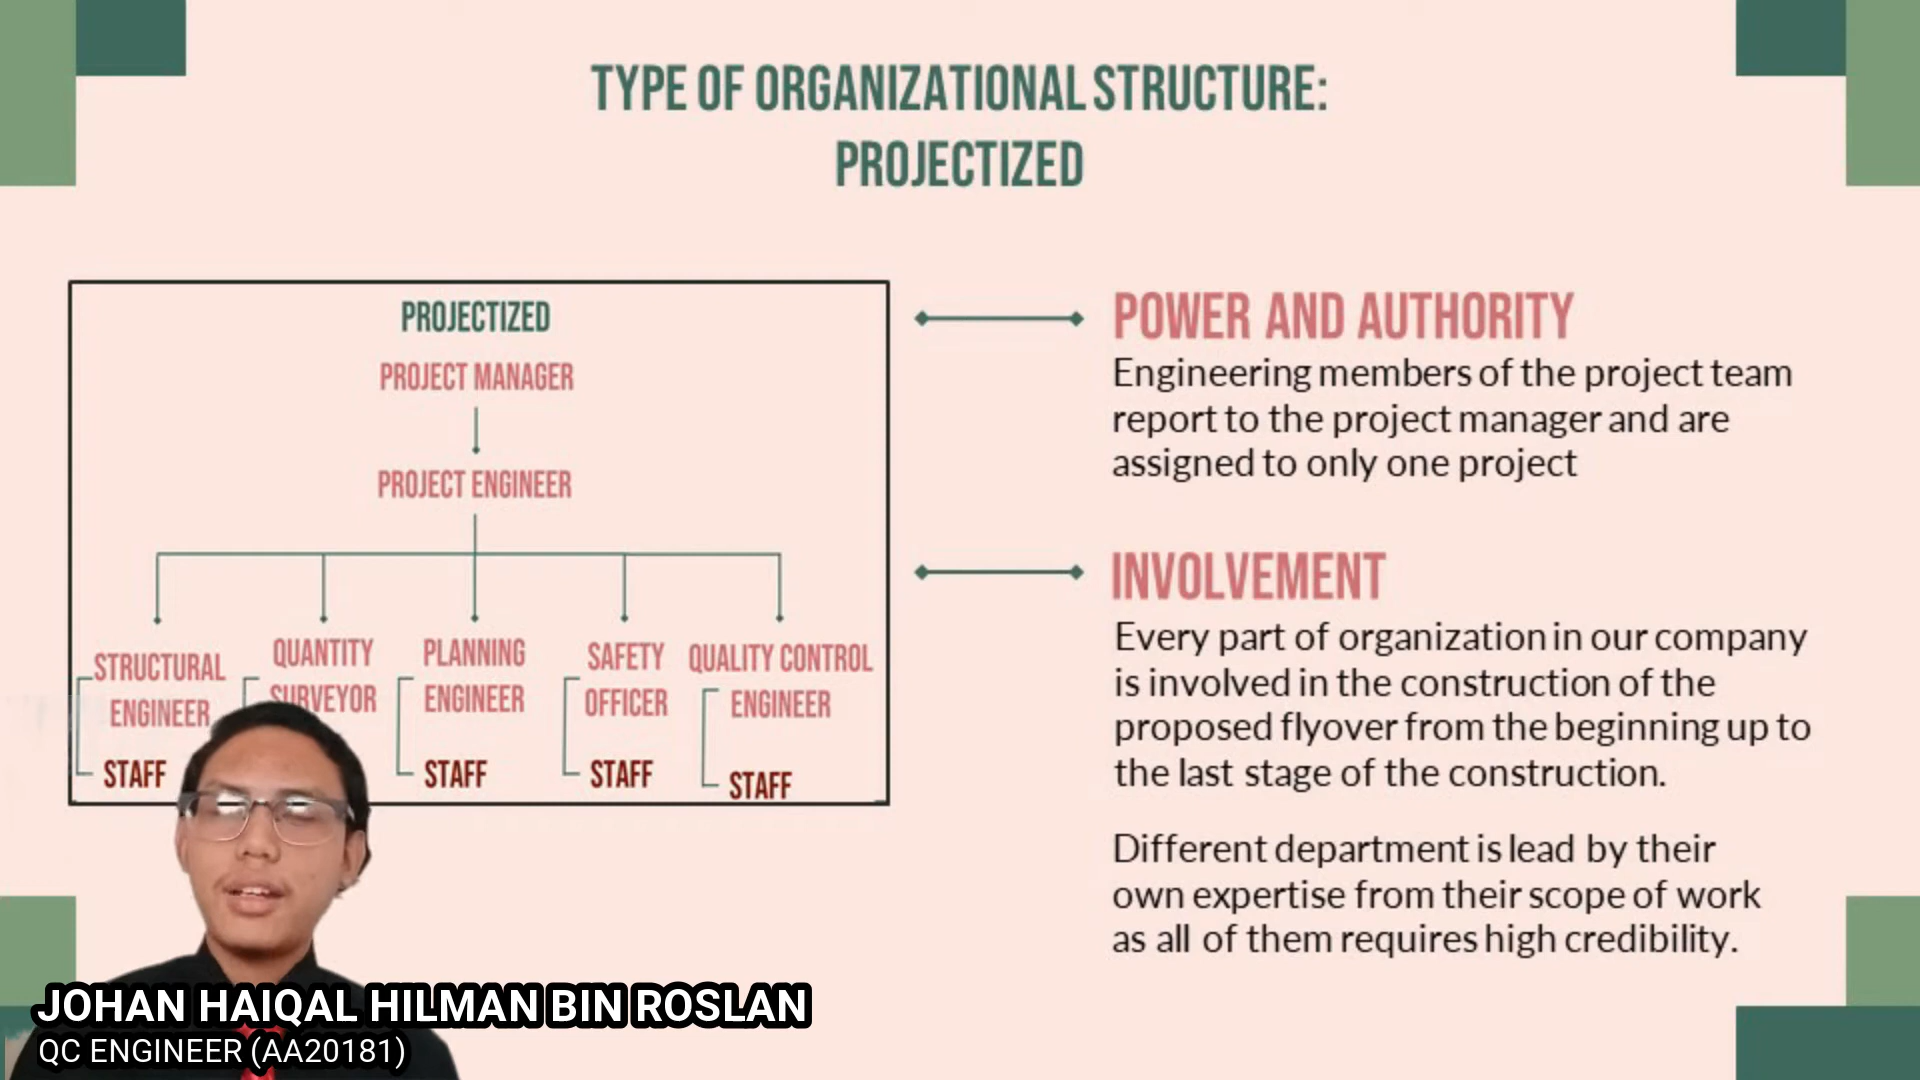 TYPE OF ORGANIZATIONAL STRUCTURE:
PROJECTIZED
PROJECTIZED
PROJECT MANAGER
PROJECT ENGINEER
STRUCTURAL
ENGINEER
STAFF
QUANTITY
SURVEYOR
PLANNING
ENGINEER
STAFF
SAFETY
OFFICER
STAFF
QUALITY CONTROL
ENGINEER
STAFF
POWER AND AUTHORITY
Engineering members of the project team
report to the project manager and are
assigned to only one project
INVOLVEMENT
Every part of organization in our company
is involved in the construction of the
proposed flyover from the beginning up to
the last stage of the construction.
Different department is lead by their
own expertise from their scope of work
as all of them requires high credibility.
JOHAN HAIQAL HILMAN BIN ROSLAN
QC ENGINEER (AA20181)